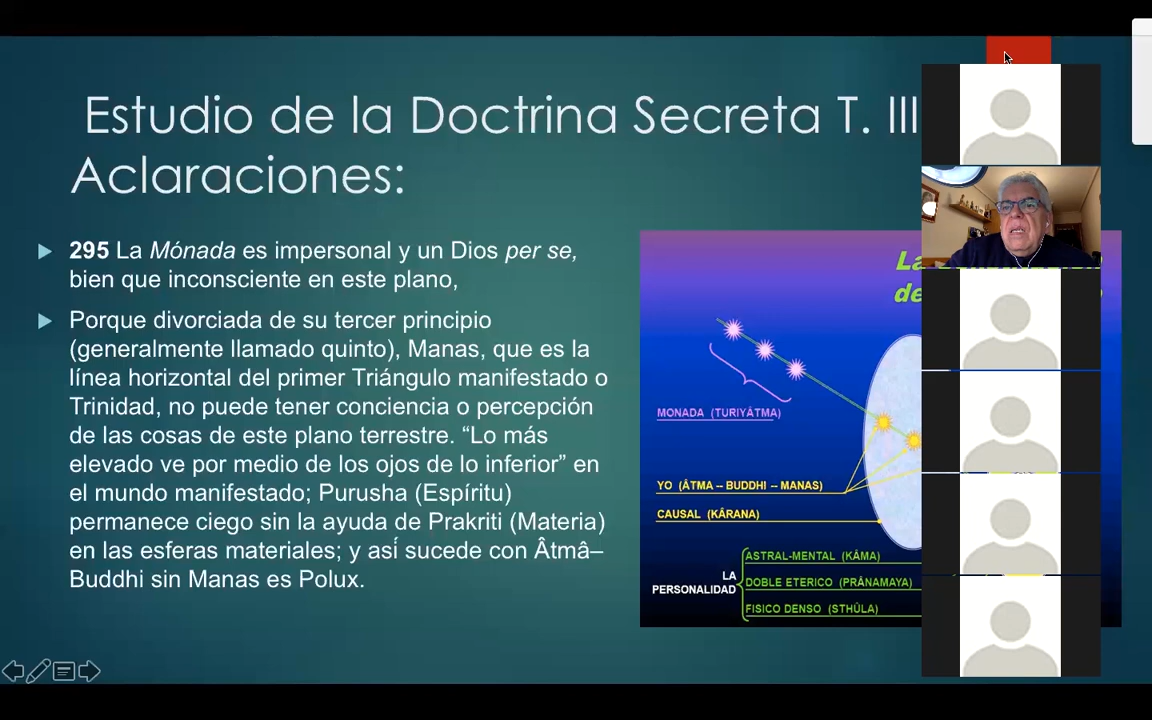 Estudio de la Doctrina Secreta T. III
Aclaraciones:
295 La Mónada es impersonal y un Dios per se,
bien que inconsciente en este plano,
Porque divorciada de su tercer principio
(generalmente llamado quinto), Manas, que es la
línea horizontal del primer Triángulo manifestado o
Trinidad, no puede tener conciencia o percepción
de las cosas de este plano terrestre. “Lo más
elevado ve por medio de los ojos de lo inferior” en
el mundo manifestado; Purusha (Espíritu)
permanece ciego sin la ayuda de Prakriti (Materia)
en las esferas materiales; y así sucede con Âtmâ–
Buddhi sin Manas es Polux.
La
de
MONADA (TURIYÂTMA)
YO (ÂTMA -- BUDDHI -- MANAS)
CAUSAL (KÂRANA)
LA
PERSONALIDAD
ASTRAL-MENTAL (KÂMA)
DOBLE ETERICO (PRÂNAMAYA)
FISICO DENSO (STHÛLA)